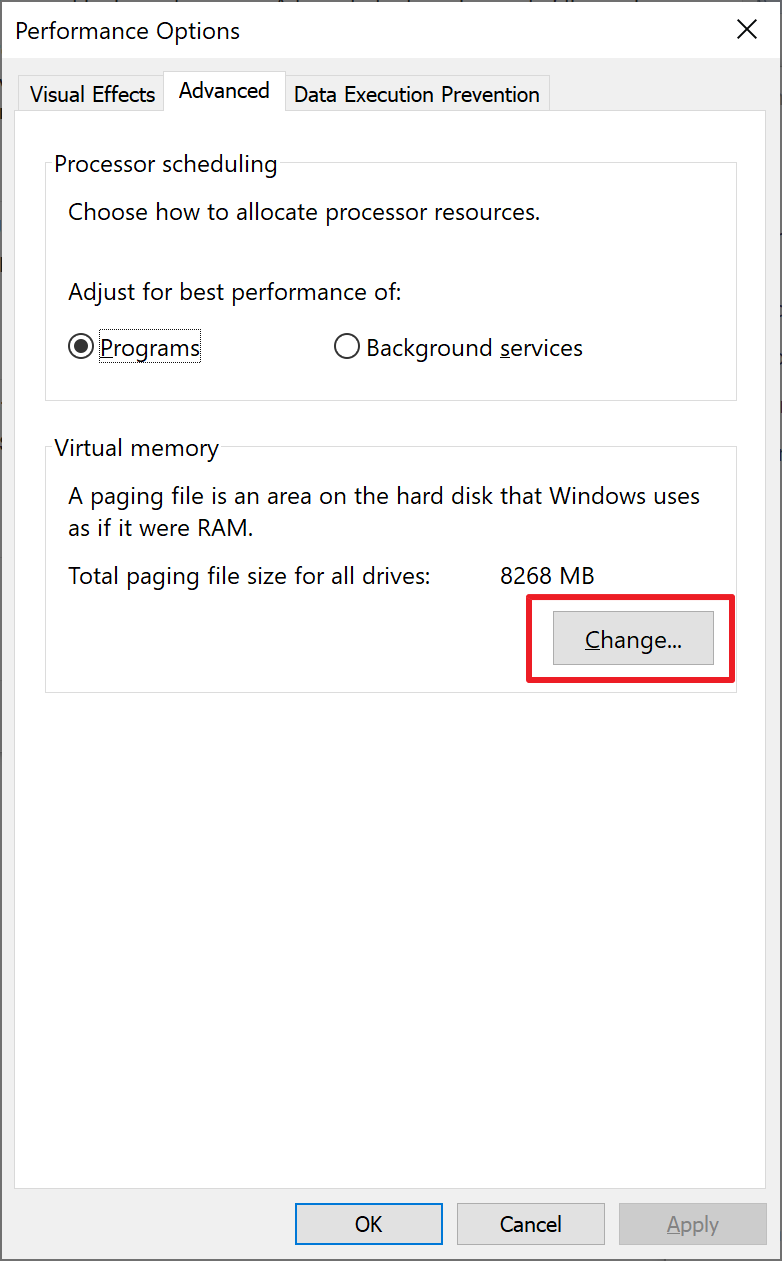 Performance Options
Visual Effects
Advanced
Data Execution Prevention
Processor scheduling
Choose how to allocate processor resources.
Adjust for best performance of:
Programs
Background services
Virtual memory
A paging file is an area on the hard disk that Windows uses
as if it were RAM.
Total paging file size for all drives: 8268 MB
Change...
OK
Cancel
Apply